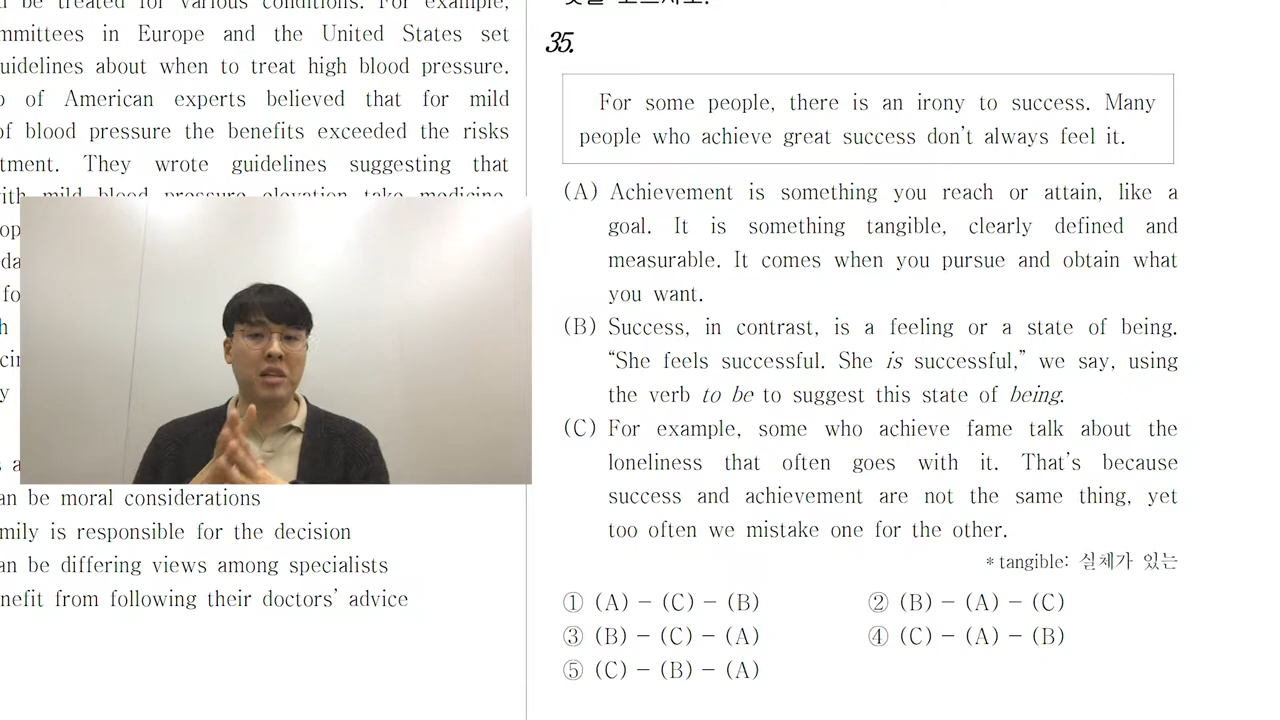 be treated for various conditions. For example,
mmittees in Europe and the United States set
uidelines about when to treat high blood pressure.
of American experts believed that for mild
of blood pressure the benefits exceeded the risks
tment. They wrote guidelines suggesting that
ith mild blood pressure elevation take medicine.
an be moral considerations
mily is responsible for the decision
an be differing views among specialists
nefit from following their doctors' advice
35.
For some people, there is an irony to success. Many
people who achieve great success don't always feel it.
(A) Achievement is something you reach or attain, like a
goal. It is something tangible, clearly defined and
measurable. It comes when you pursue and obtain what
you want.
(B) Success, in contrast, is a feeling or a state of being.
“She feels successful. She is successful,” we say, using
the verb to be to suggest this state of being.
(C) For example, some who achieve fame talk about the
loneliness that often goes with it. That's because
success and achievement are not the same thing, yet
too often we mistake one for the other.
* tangible: 실체가 있는
① (A) - (C) - (B) ② (B) - (A) - (C)
③ (B) - (C) - (A) ④ (C) - (A) - (B)
⑤ (C) - (B) - (A)